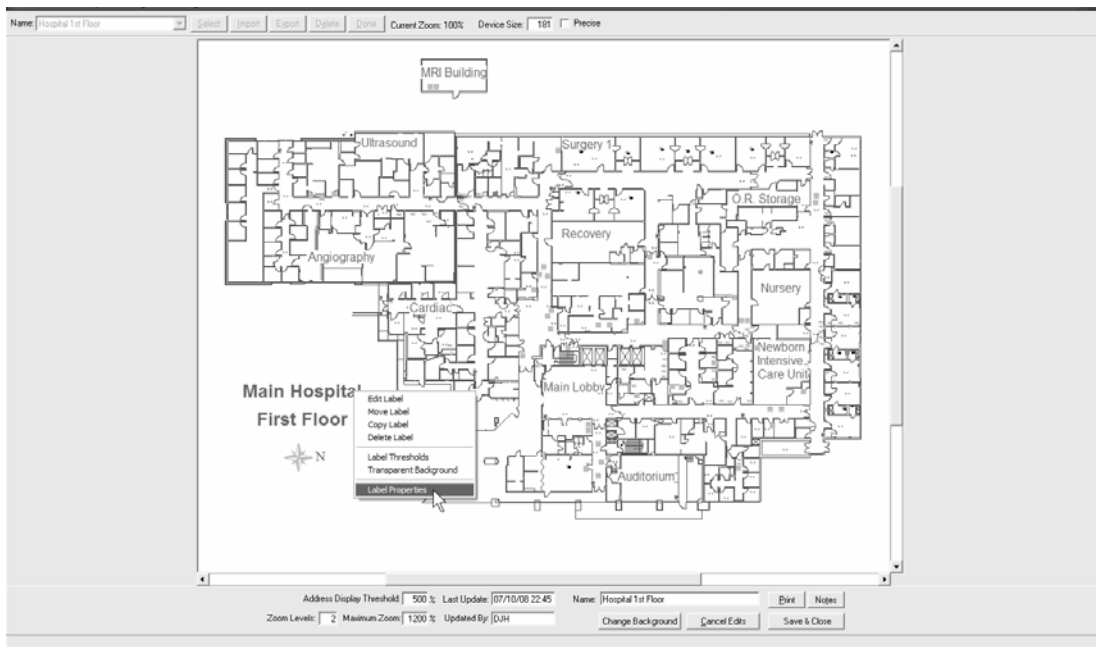 Name: Hospital 1st Floor Select Import Export Delete Done Current Zoom: 100% Device Size: 181 Precise
MRI Building
Ultrasound
Surgery 1
O.R. Storage
Recovery
Angiography
Nursery
Cardiac
Newborn
Intensive
Care Unit
Main Lobby
Main Hospital
First Floor
N
Edit Label
Move Label
Copy Label
Delete Label
Label Thresholds
Transparent Background
Label Properties
Auditorium
Address Display Threshold: 500 % Last Update: 07/10/08 22:45 Name: Hospital 1st Floor Print Notes
Zoom Levels: 2 Maximum Zoom: 1200 % Updated By: DJH Change Background Cancel Edits Save & Close